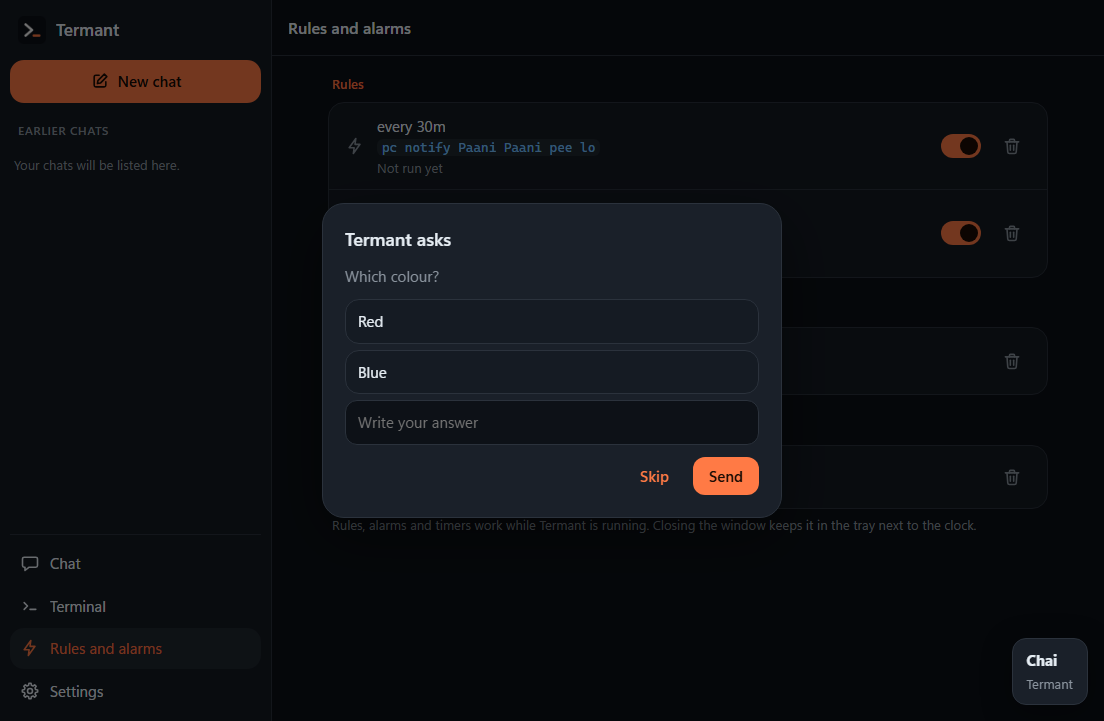 Termant
New chat
EARLIER CHATS
Your chats will be listed here.
Chat
Terminal
Rules and alarms
Settings
Rules and alarms
Rules
every 30m
pc notify Paani Paani pee lo
Not run yet
Termant asks
Which colour?
Red
Blue
Write your answer
Skip
Send
Rules, alarms and timers work while Termant is running. Closing the window keeps it in the tray next to the clock.
Chai
Termant